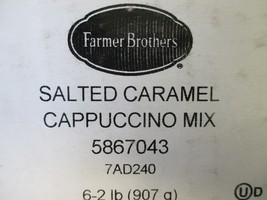 Farmer Brothers
®
SALTED CARAMEL
CAPPUCCINO MIX
5867043
7AD240
6-2 lb (907 g)
U D